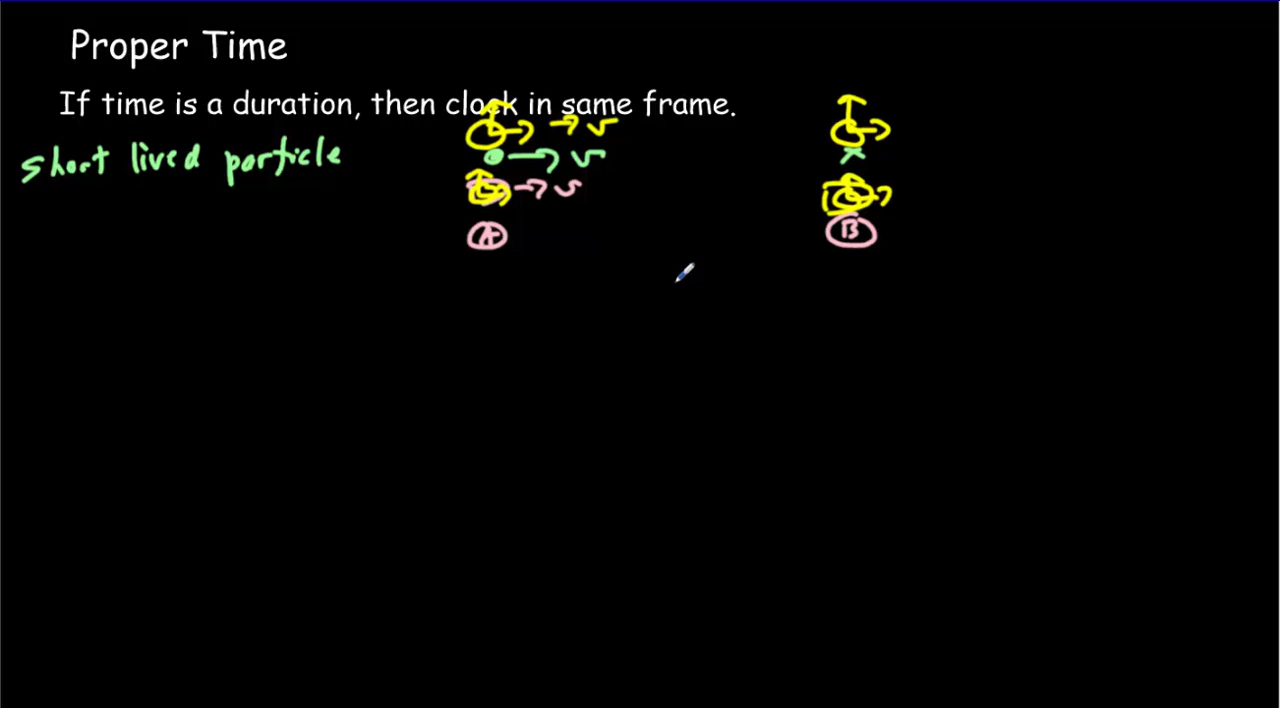 Proper Time
If time is a duration, then clock in same frame.
short lived particle
→ v
→ v
→ v
A
B